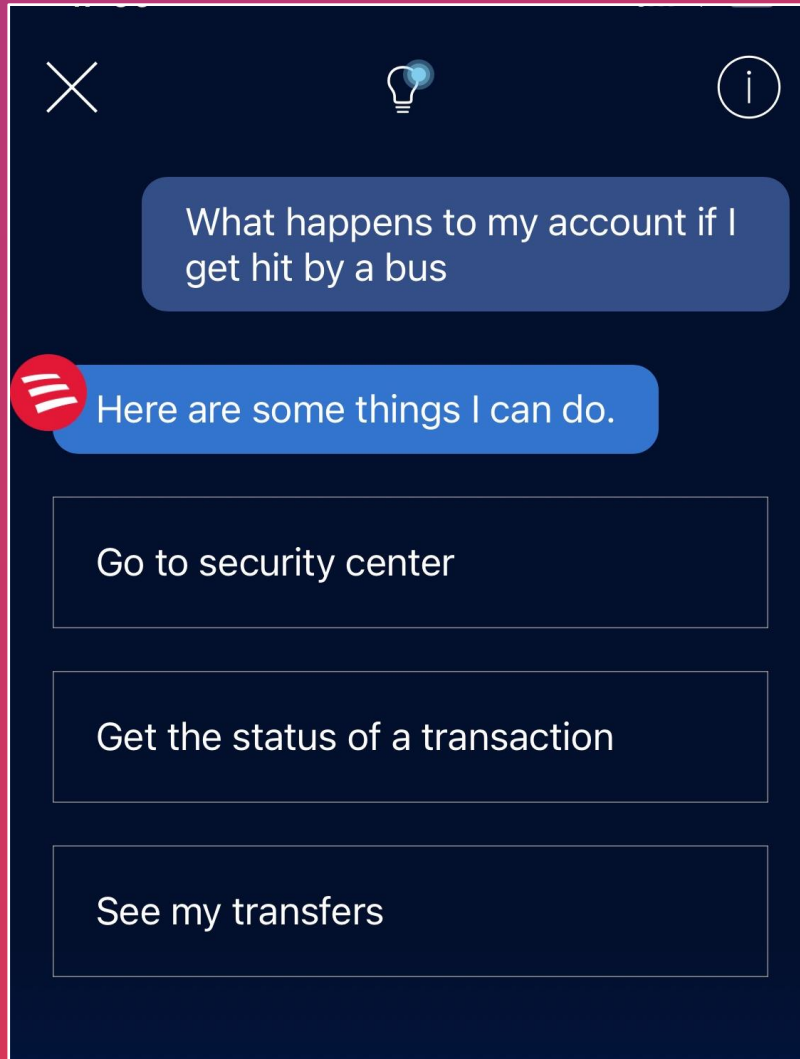 What happens to my account if I
get hit by a bus
Here are some things I can do.
Go to security center
Get the status of a transaction
See my transfers